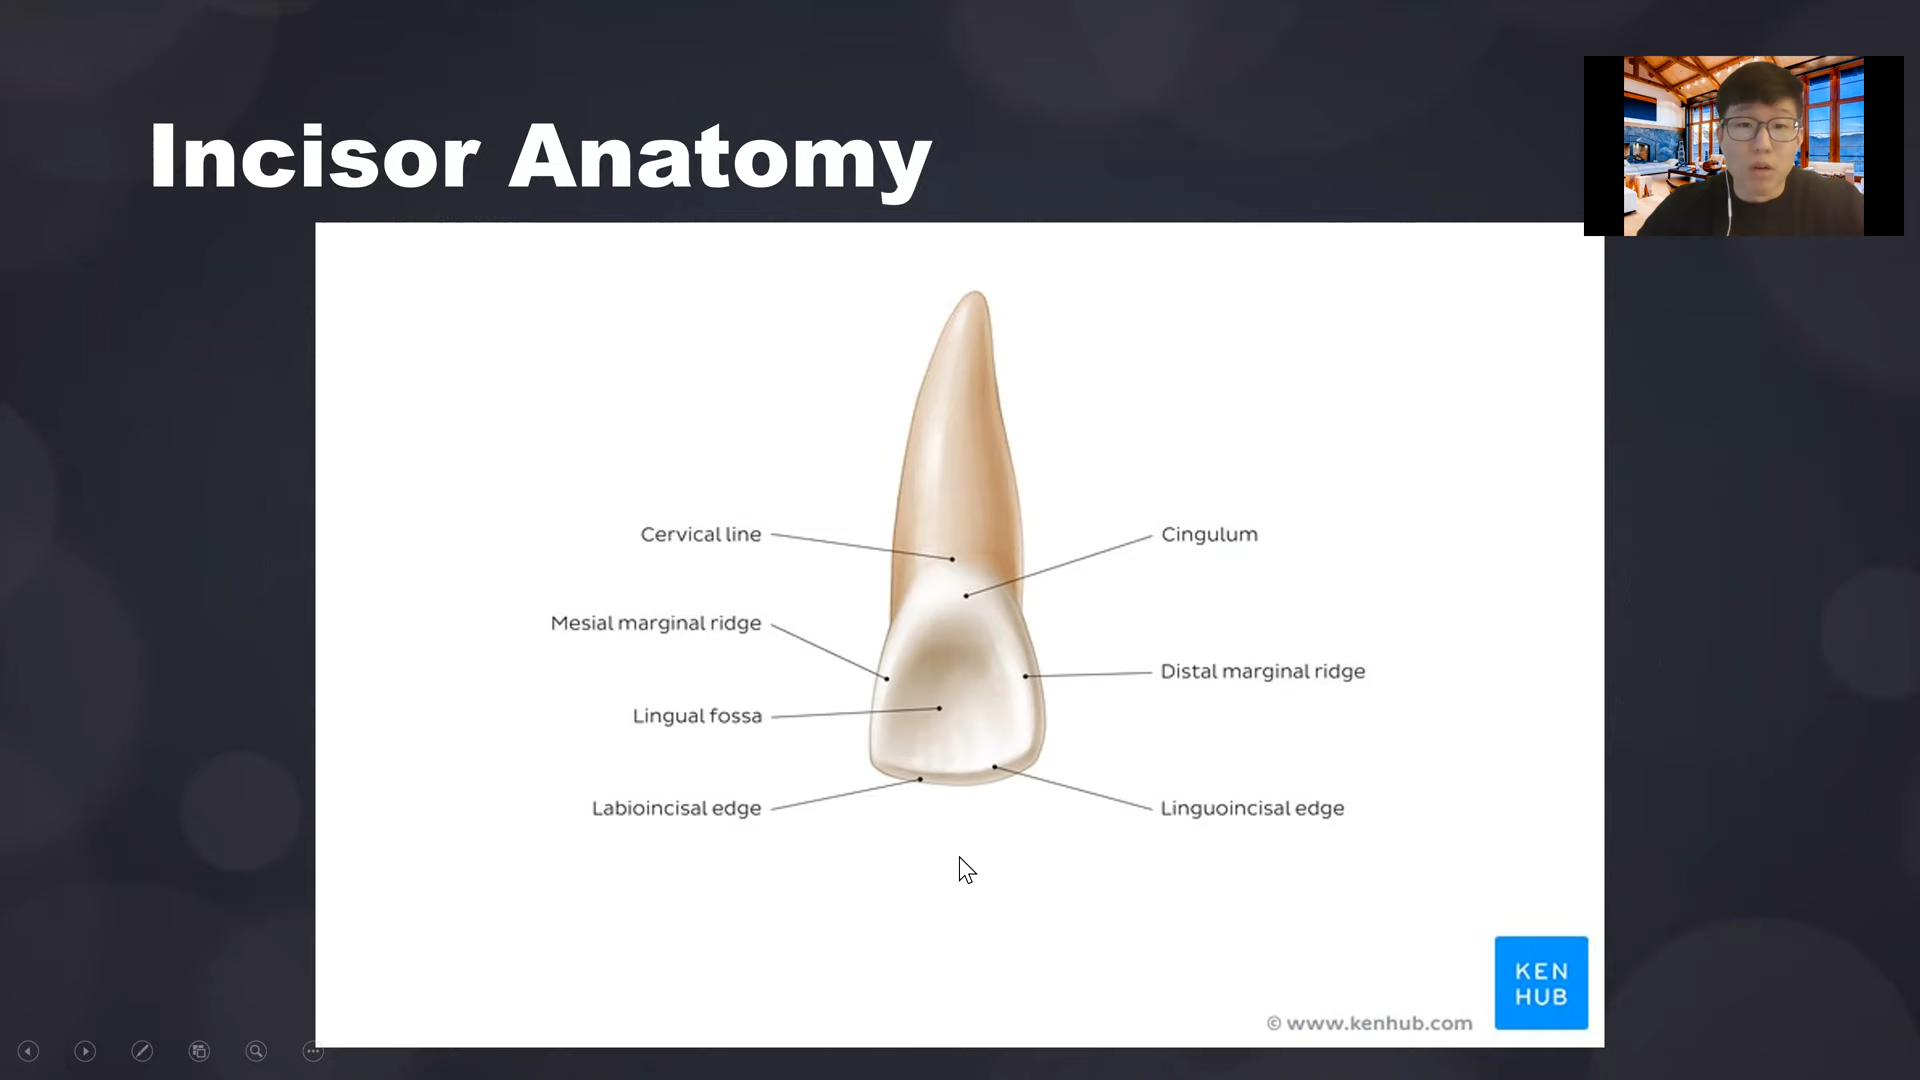 Incisor Anatomy
Cervical line
Cingulum
Mesial marginal ridge
Distal marginal ridge
Lingual fossa
Labioincisal edge
Linguoincisal edge
KEN
HUB
© www.kenhub.com